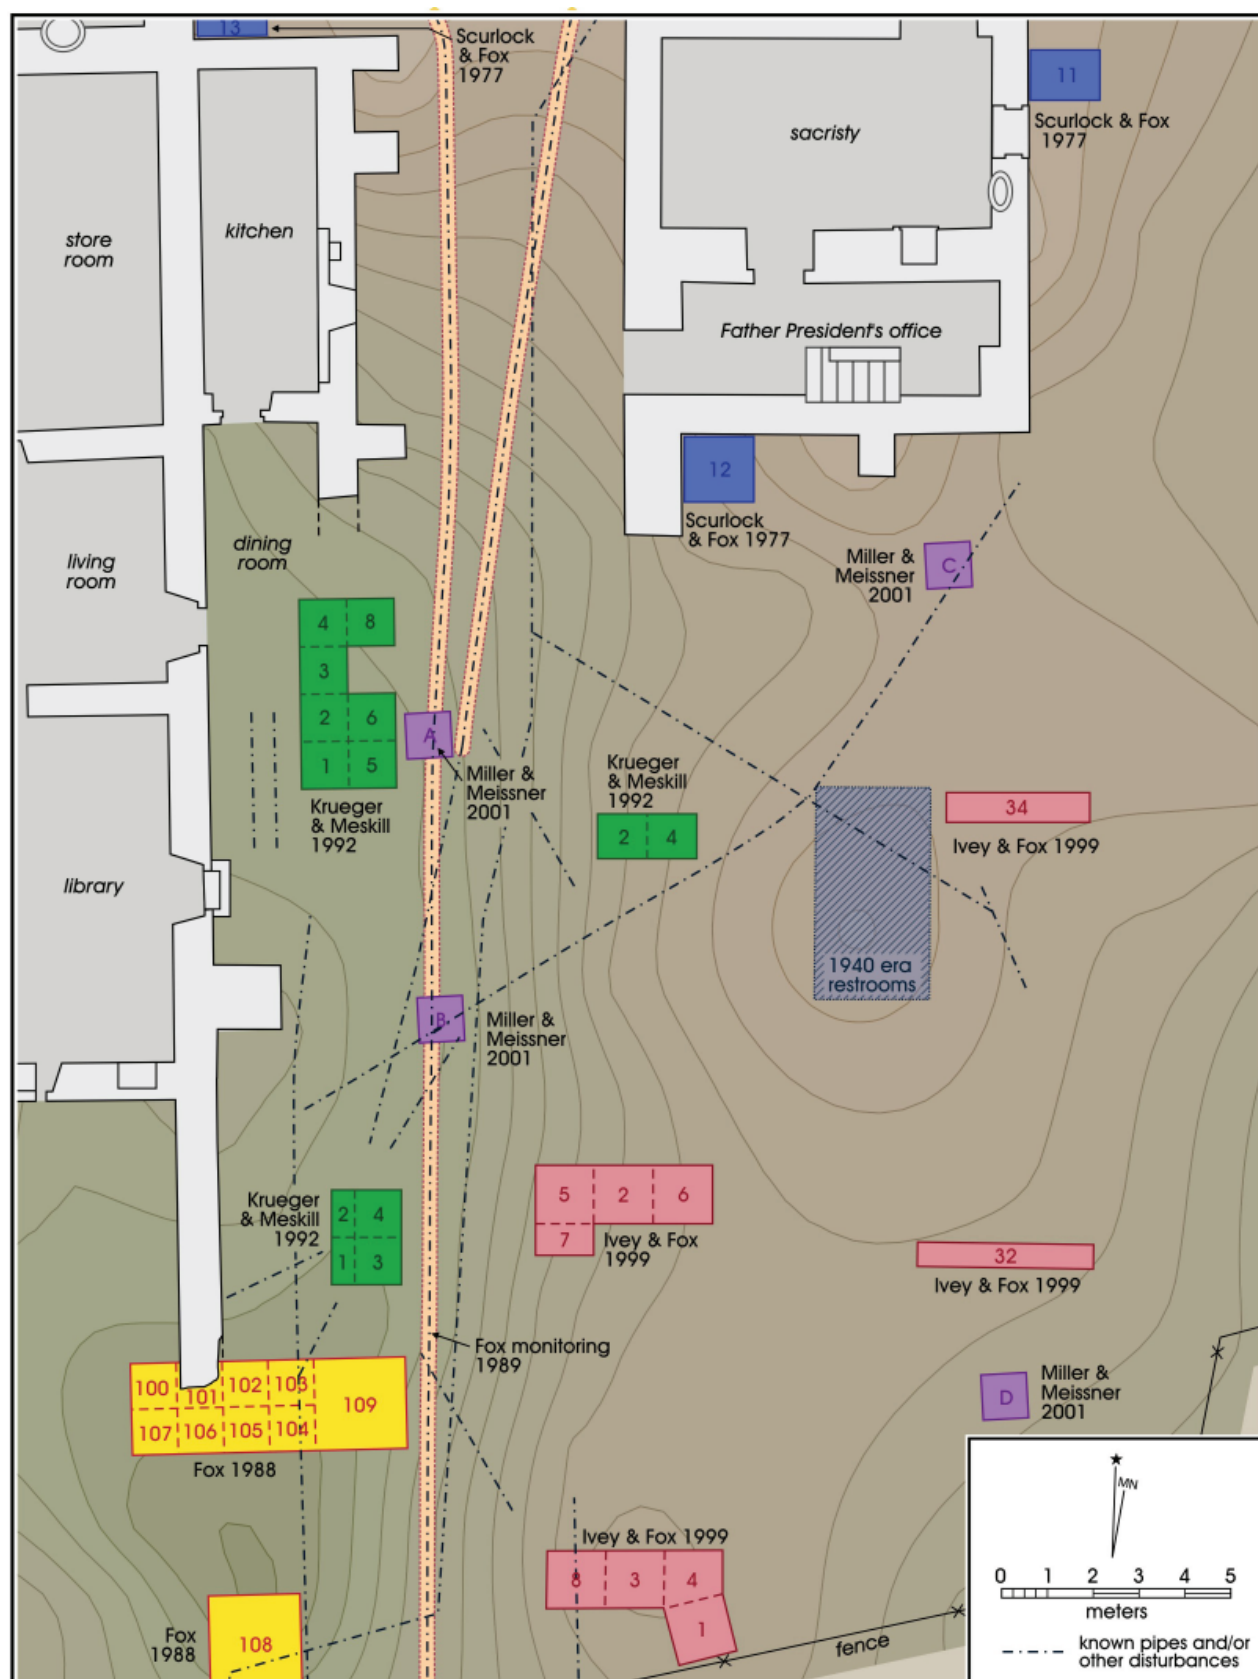 13
Scurlock
& Fox
1977
11
Scurlock & Fox
1977
sacristy
store
room
kitchen
Father President's office
12
Scurlock
& Fox 1977
dining
room
living
room
Miller &
Meissner
2001
C
4 8
3
2 6
1 5
Krueger
& Meskill
1992
A
Miller &
Meissner
2001
Krueger
& Meskill
1992
2 4
34
Ivey & Fox 1999
library
1940 era
restrooms
B
Miller &
Meissner
2001
Krueger
& Meskill
1992
2 4
1 3
5 2 6
7
Ivey & Fox
1999
32
Ivey & Fox 1999
Fox monitoring
1989
100 101 102 103 109
107 106 105 104
Fox 1988
D
Miller &
Meissner
2001
Ivey & Fox 1999
8 3 4
1
Fox
1988
108
fence
MN
0 1 2 3 4 5
meters
known pipes and/or
other disturbances